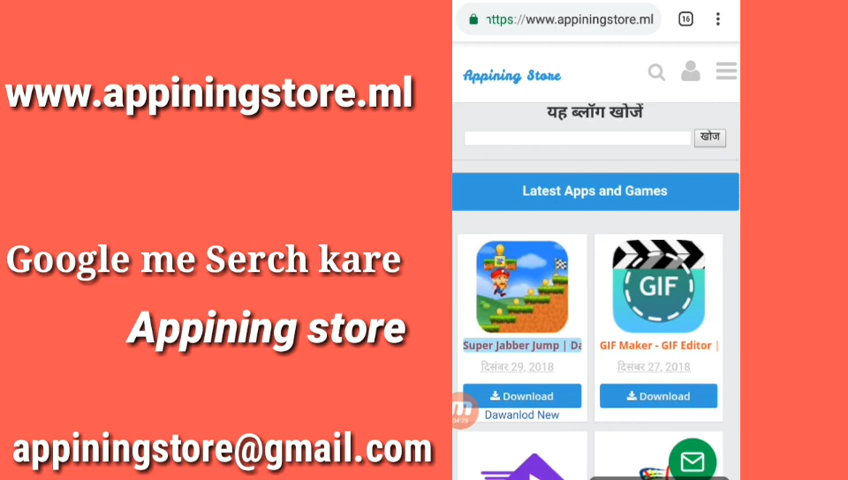 www.appiningstore.ml
Google me Serch kare
Appining store
appiningstore@gmail.com
https://www.appiningstore.ml
16
Appining Store
यह ब्लॉग खोजें
खोज
Latest Apps and Games
GIF
Super Jabber Jump | Da
GIF Maker - GIF Editor |
दिसंबर 29, 2018
दिसंबर 27, 2018
Download
Download
Dawanlod New